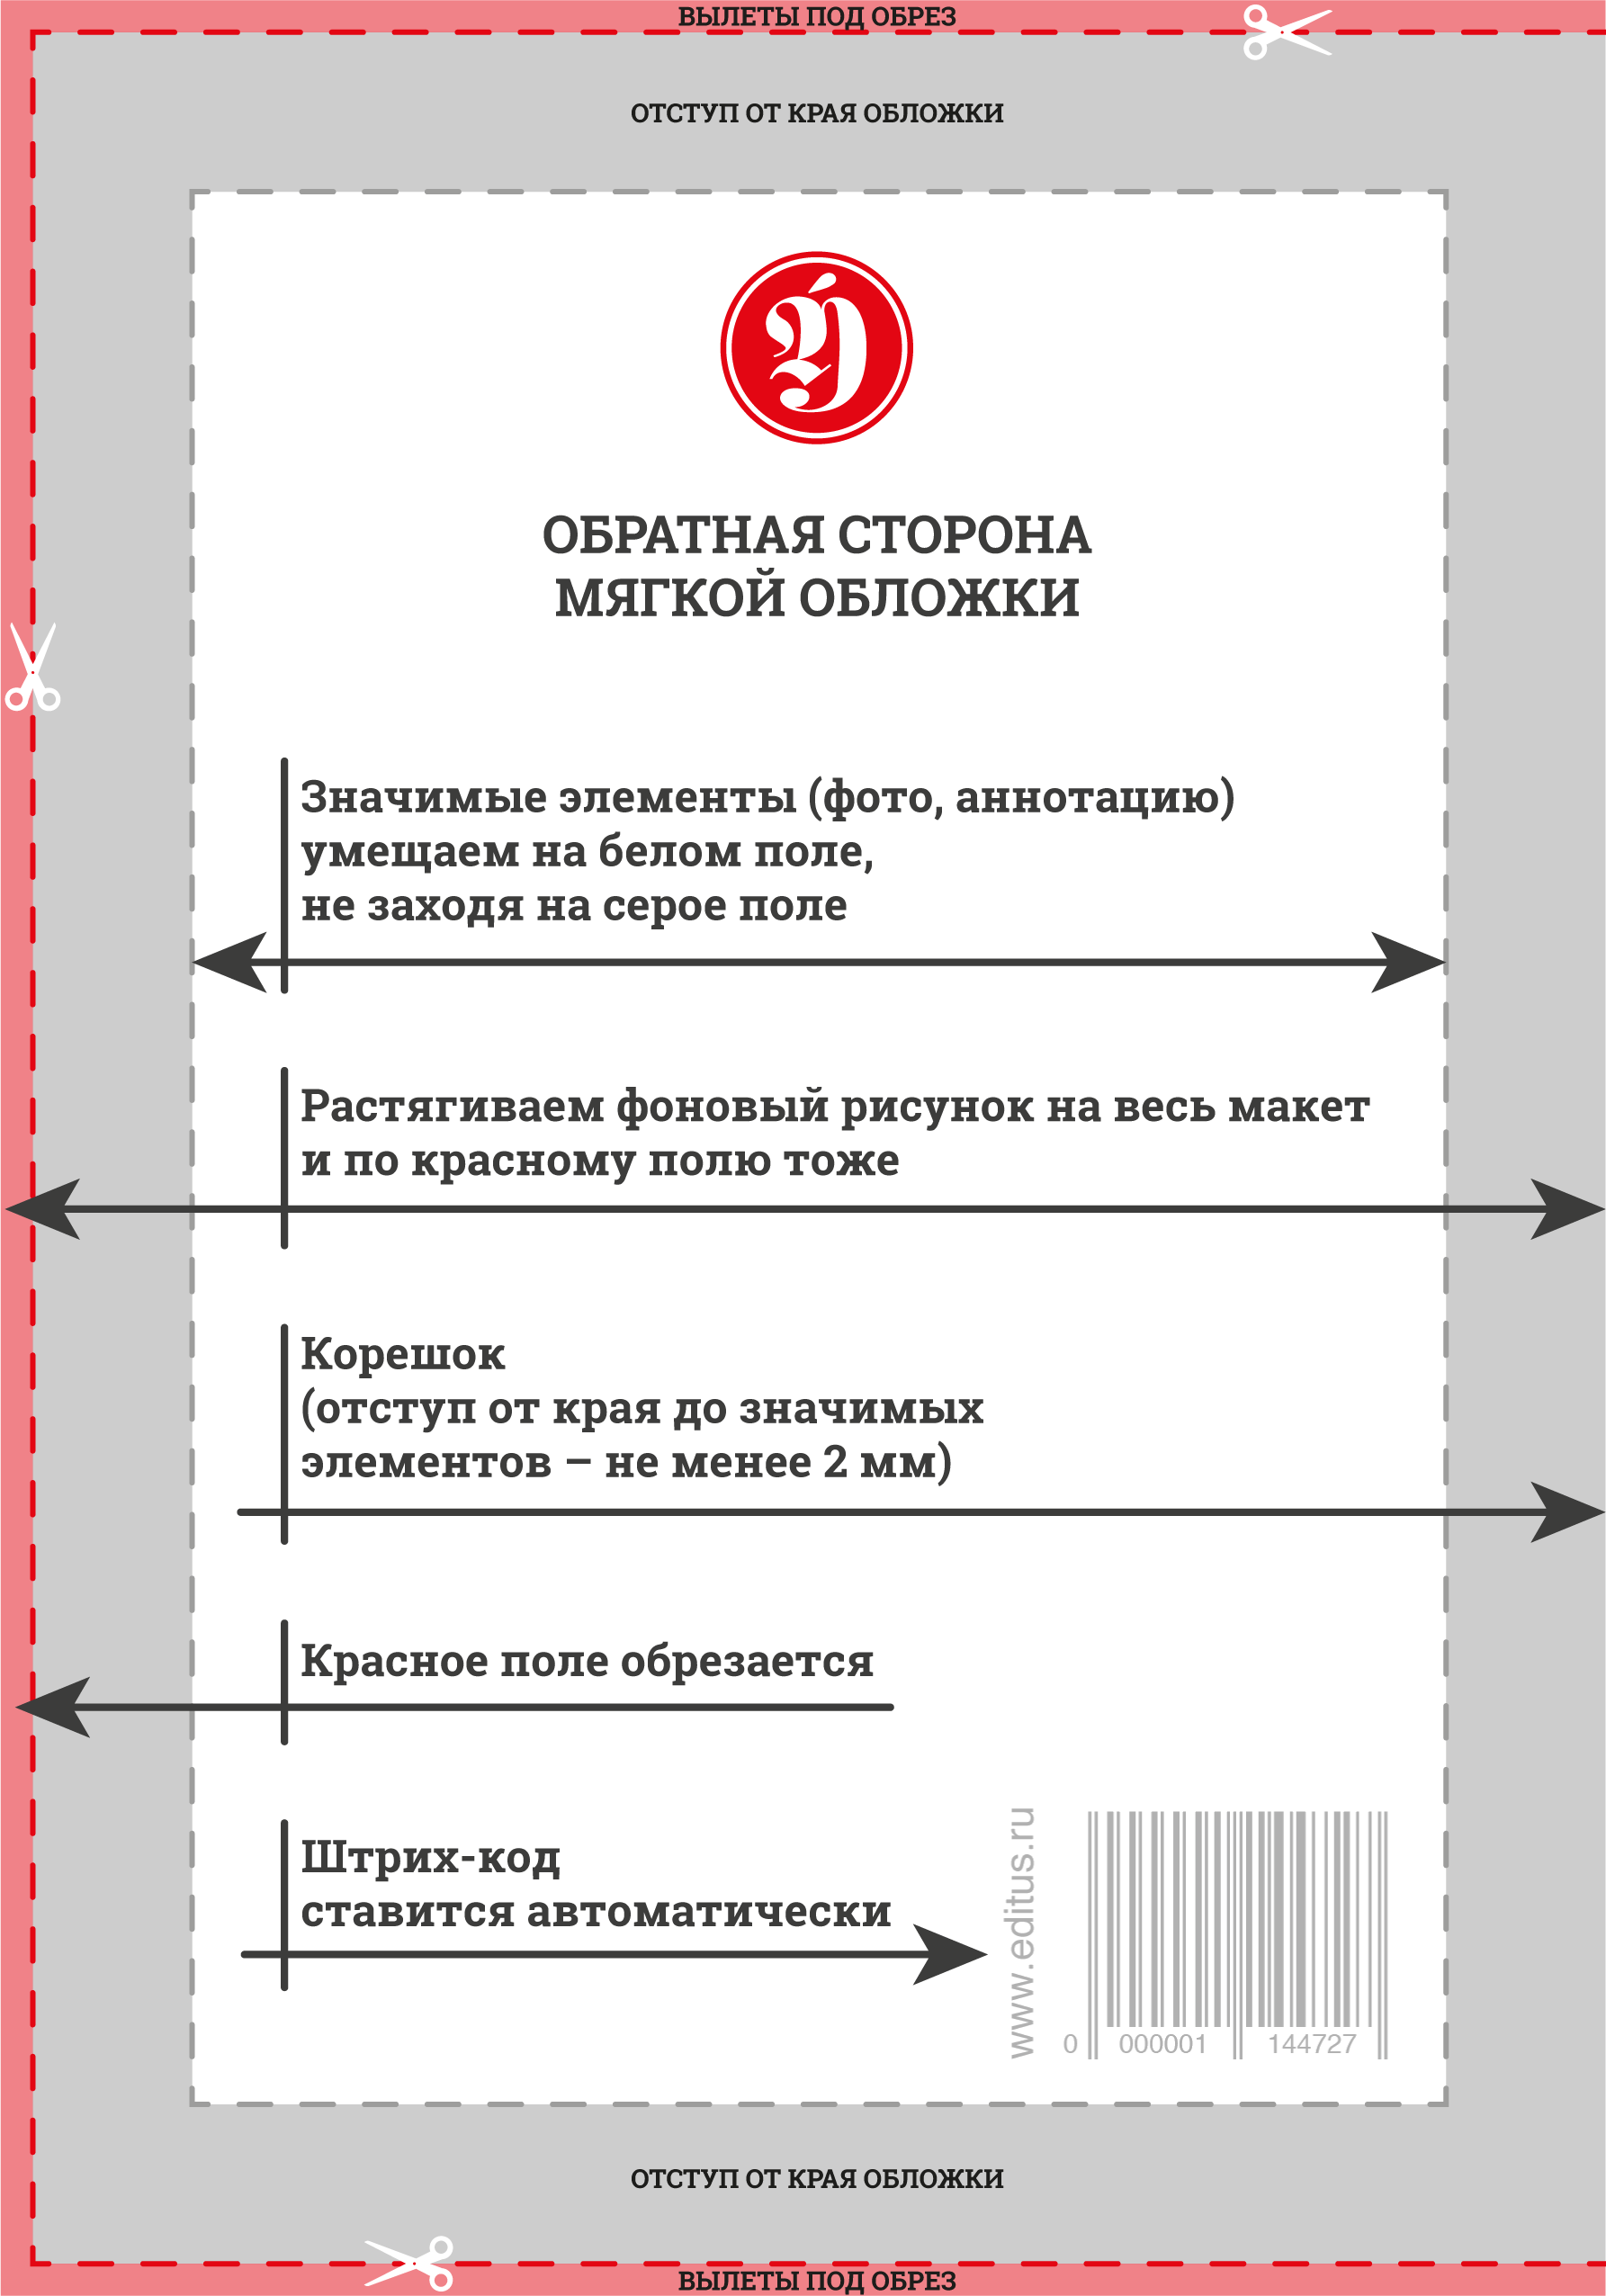 ВЫЛЕТЫ ПОД ОБРЕЗ
ОТСТУП ОТ КРАЯ ОБЛОЖКИ
ОБРАТНАЯ СТОРОНА
МЯГКОЙ ОБЛОЖКИ
Значимые элементы (фото, аннотацию)
умещаем на белом поле,
не заходя на серое поле
Растягиваем фоновый рисунок на весь макет
и по красному полю тоже
Корешок
(отступ от края до значимых
элементов – не менее 2 мм)
Красное поле обрезается
Штрих-код
ставится автоматически
www.editus.ru
0 000001 144727
ОТСТУП ОТ КРАЯ ОБЛОЖКИ
ВЫЛЕТЫ ПОД ОБРЕЗ